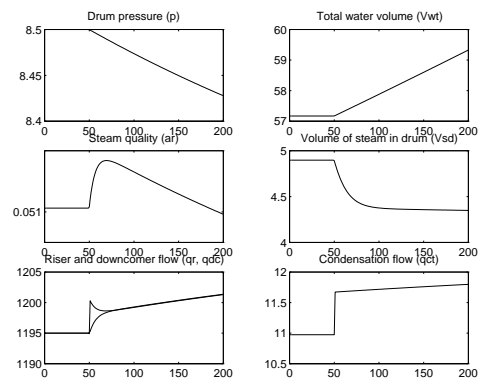 Drum pressure (p)
8.5
8.45
8.4
0 50 100 150 200
Total water volume (Vwt)
60
59
58
57
0 50 100 150 200
Steam quality (ar)
0.051
0 50 100 150 200
Volume of steam in drum (Vsd)
5
4.5
4
0 50 100 150 200
Riser and downcomer flow (qr, qdc)
1205
1200
1195
1190
0 50 100 150 200
Condensation flow (qct)
12
11.5
11
10.5
0 50 100 150 200